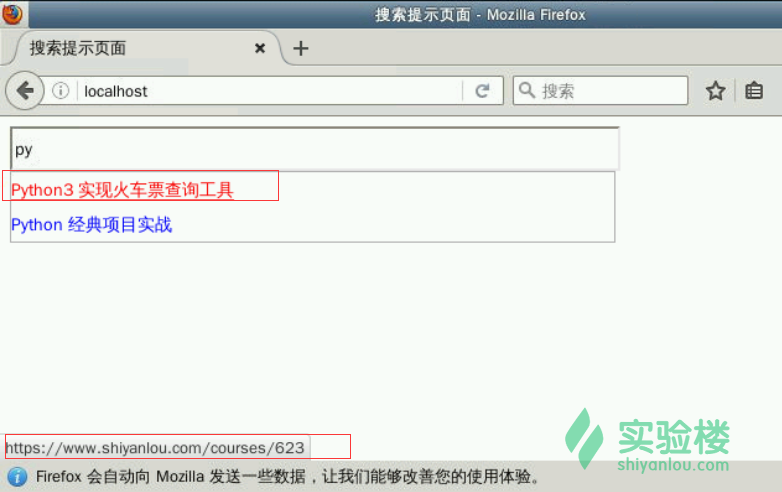 搜索提示页面 - Mozilla Firefox
搜索提示页面
localhost
搜索
py
Python3 实现火车票查询工具
Python 经典项目实战
https://www.shiyanlou.com/courses/623
实验楼
shiyanlou.com
Firefox 会自动向 Mozilla 发送一些数据，让我们能够改善您的使用体验。